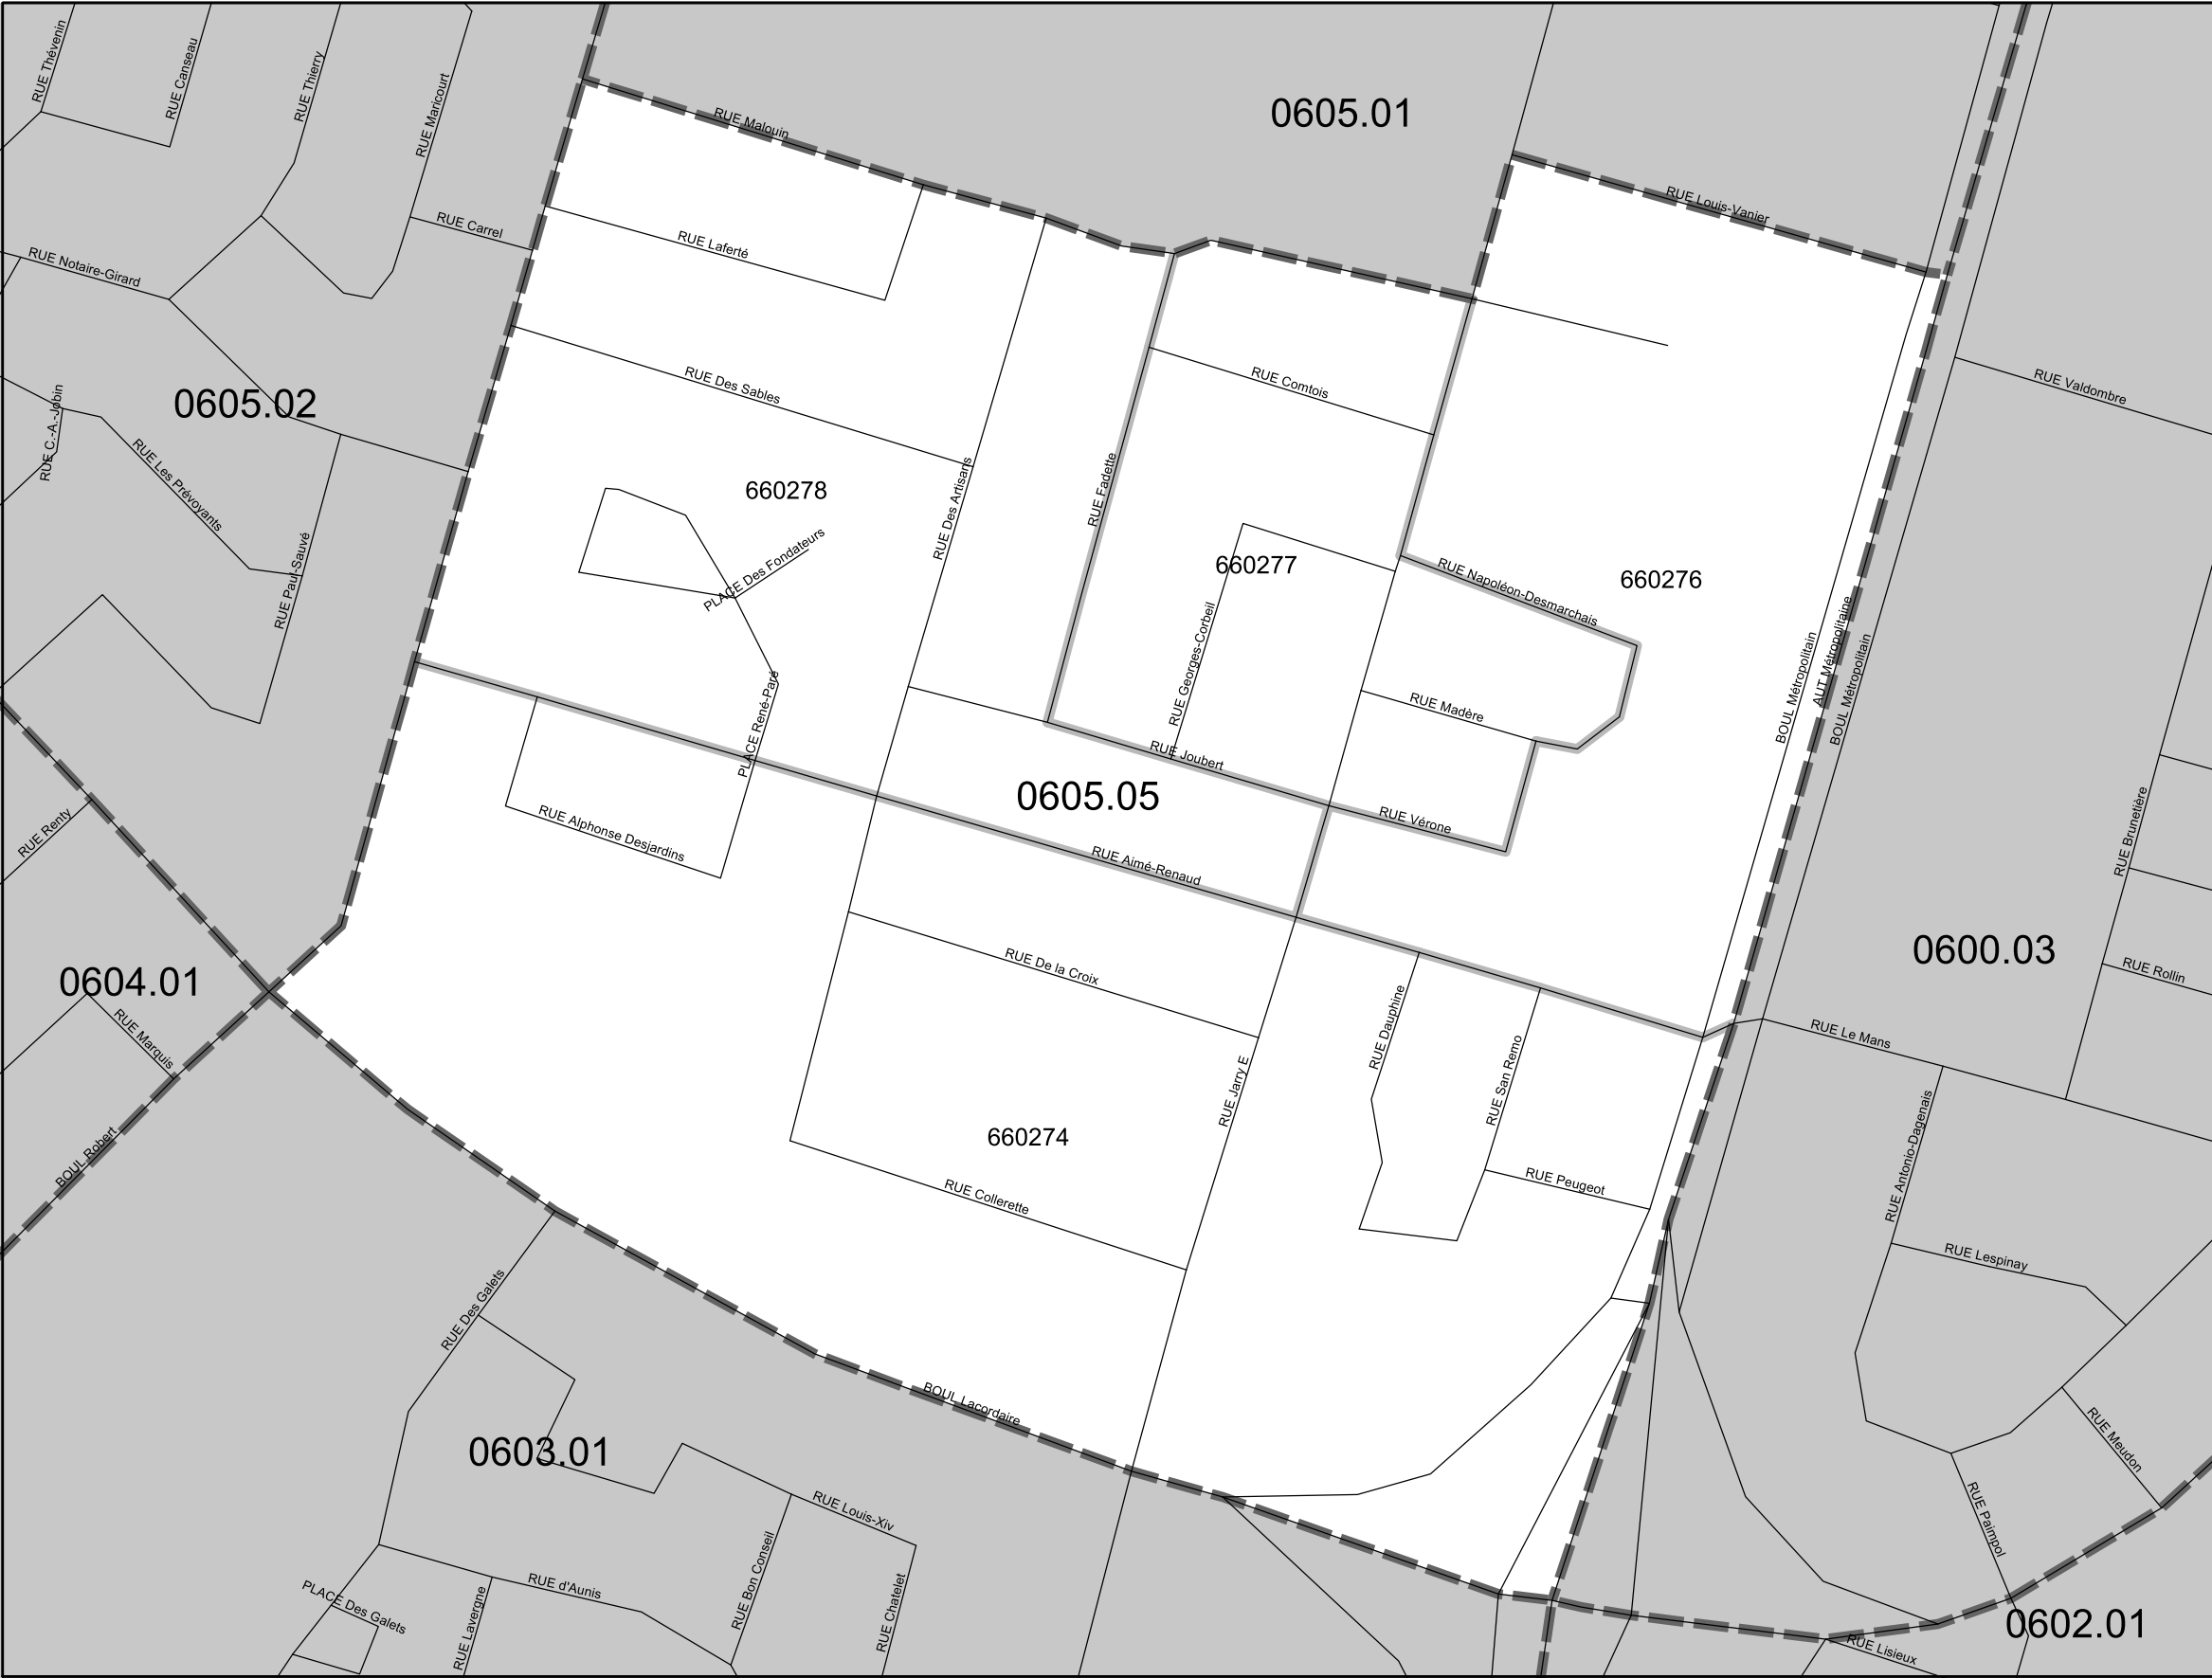 RUE Thévenin
RUE Canseau
RUE Thierry
RUE Maricourt
RUE Malouin
0605.01
RUE Louis-Vanier
RUE Carrel
RUE Notaire-Girard
RUE Laferté
RUE Des Sables
RUE Comtois
RUE Valdombre
0605.02
RUE C.-A.-Jobin
RUE Les Prévoyants
RUE Paul-Sauvé
660278
RUE Des Artisans
RUE Fadette
660277
RUE Napoléon-Desmarchais
660276
PLACE Des Fondateurs
RUE Georges-Corbeil
BOUL Métropolitain
AUT Métropolitaine
BOUL Métropolitain
RUE Madère
PLACE René-Paré
RUE Joubert
0605.05
RUE Vérone
RUE Renty
RUE Alphonse Desjardins
RUE Aimé-Renaud
RUE Brunetière
0600.03
RUE De la Croix
RUE Rollin
0604.01
RUE Marquis
RUE Dauphine
RUE San Remo
RUE Le Mans
RUE Jarry E
660274
BOUL Robert
RUE Peugeot
RUE Collerette
RUE Antonio-Dagenais
RUE Lespinay
RUE Des Galets
BOUL Lacordaire
0603.01
RUE Meudon
RUE Louis-Xiv
RUE Paimpol
RUE Bon Conseil
RUE d'Aunis
PLACE Des Galets
RUE Lavergne
RUE Chatelet
0602.01
RUE Lisieux